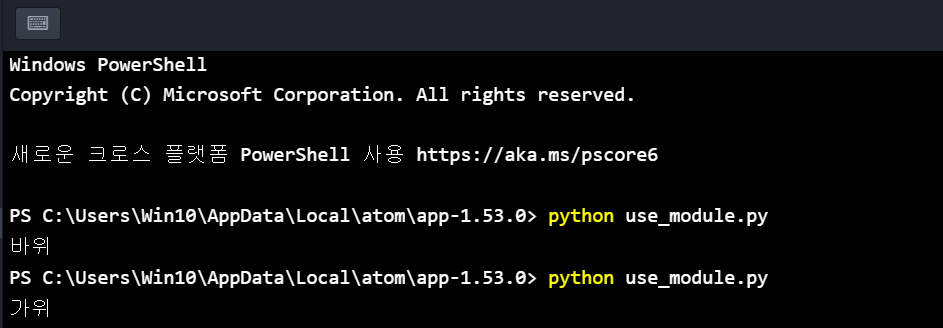 Windows PowerShell
Copyright (C) Microsoft Corporation. All rights reserved.
새로운 크로스 플랫폼 PowerShell 사용 https://aka.ms/pscore6
PS C:\Users\Win10\AppData\Local\atom\app-1.53.0> python use_module.py
바위
PS C:\Users\Win10\AppData\Local\atom\app-1.53.0> python use_module.py
가위